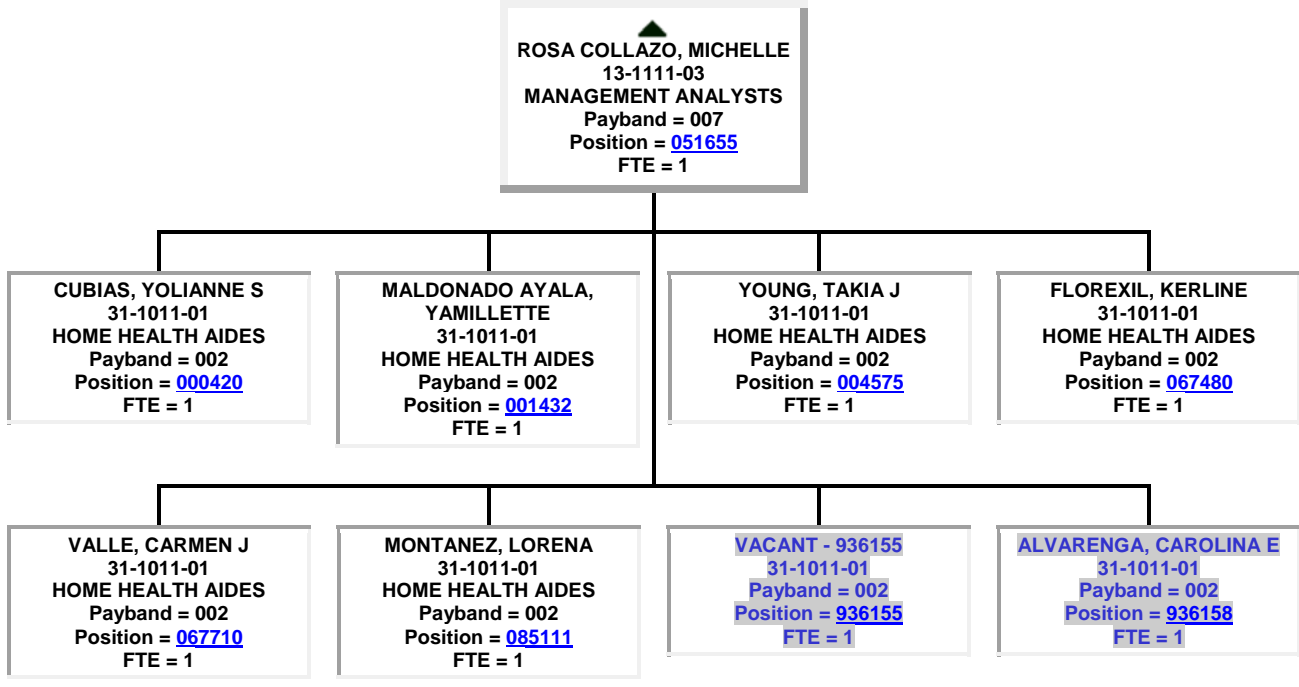 ROSA COLLAZO, MICHELLE
13-1111-03
MANAGEMENT ANALYSTS
Payband = 007
Position = 051655
FTE = 1
CUBIAS, YOLIANNE S
31-1011-01
HOME HEALTH AIDES
Payband = 002
Position = 000420
FTE = 1
MALDONADO AYALA,
YAMILLETTE
31-1011-01
HOME HEALTH AIDES
Payband = 002
Position = 001432
FTE = 1
YOUNG, TAKIA J
31-1011-01
HOME HEALTH AIDES
Payband = 002
Position = 004575
FTE = 1
FLOREXIL, KERLINE
31-1011-01
HOME HEALTH AIDES
Payband = 002
Position = 067480
FTE = 1
VALLE, CARMEN J
31-1011-01
HOME HEALTH AIDES
Payband = 002
Position = 067710
FTE = 1
MONTANEZ, LORENA
31-1011-01
HOME HEALTH AIDES
Payband = 002
Position = 085111
FTE = 1
VACANT - 936155
31-1011-01
Payband = 002
Position = 936155
FTE = 1
ALVARENGA, CAROLINA E
31-1011-01
Payband = 002
Position = 936158
FTE = 1